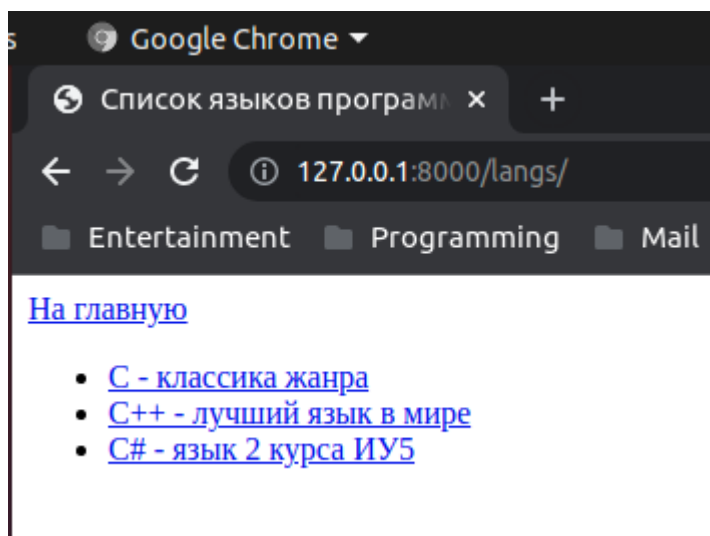 s Google Chrome
Список языков програм
127.0.0.1:8000/langs/
Entertainment Programming Mail
На главную
С - классика жанра
С++ - лучший язык в мире
С# - язык 2 курса ИУ5